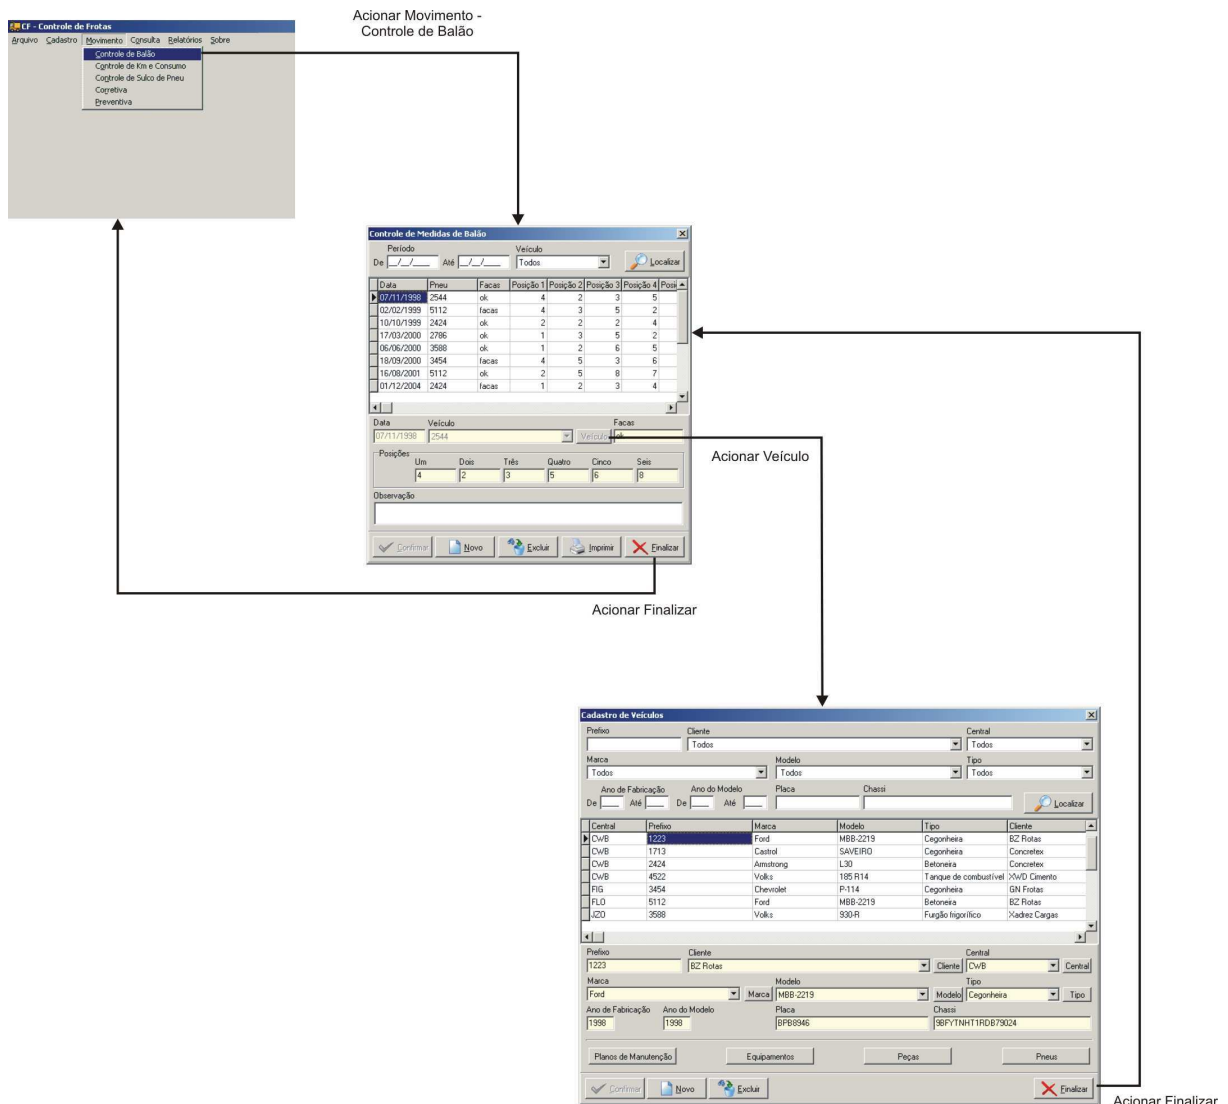 Acionar Movimento -
Controle de Balão
CF - Controle de Frotas
Arquivo Cadastro Movimento Consulta Relatórios Sobre
Controle de Balão
Controle de Km e Consumo
Controle de Sulco de Pneu
Corretiva
Preventiva
Controle de Medidas de Balão
Período Veículo
De __/__/____ Até __/__/____ Todos Localizar
Data Pneu Facas Posição 1 Posição 2 Posição 3 Posição 4 Posi
07/11/1998 2544 ok 4 2 3 5
02/02/1999 5112 facas 4 3 5 2
10/10/1999 2424 ok 2 2 2 4
17/03/2000 2786 ok 1 3 5 2
06/06/2000 3588 ok 1 2 6 5
18/09/2000 3454 facas 4 5 3 6
16/08/2001 5112 ok 2 5 8 7
01/12/2004 2424 facas 1 2 3 4
Data Veículo Facas
07/11/1998 2544 Veículo ok
Posições
Um Dois Três Quatro Cinco Seis
4 2 3 5 6 8
Observação
Confirmar Novo Excluir Imprimir Finalizar
Acionar Veículo
Acionar Finalizar
Cadastro de Veículos
Prefixo Cliente Central
Todos Todos
Marca Modelo Tipo
Todos Todos Todos
Ano de Fabricação Ano do Modelo Placa Chassi
De ____ Até ____ De ____ Até ____ Localizar
Central Prefixo Marca Modelo Tipo Cliente
CWB 1223 Ford MBB-2219 Cegonheira BZ Rotas
CWB 1713 Castrol SAVEIRO Cegonheira Concretex
CWB 2424 Armstrong L30 Betoneira Concretex
CWB 4522 Volks 185 R14 Tanque de combustível XWD Cimento
FIG 3454 Chevrolet P-114 Cegonheira GN Frotas
FLO 5112 Ford MBB-2219 Betoneira BZ Rotas
JZO 3588 Volks 930-R Furgão frigorífico Xadrez Cargas
Prefixo Cliente Central
1223 BZ Rotas Cliente CWB Central
Marca Modelo Tipo
Ford Marca MBB-2219 Modelo Cegonheira Tipo
Ano de Fabricação Ano do Modelo Placa Chassi
1998 1998 BPB8946 9BFYTNHT1RDB79024
Planos de Manutenção Equipamentos Peças Pneus
Confirmar Novo Excluir Finalizar
Acionar Finalizar